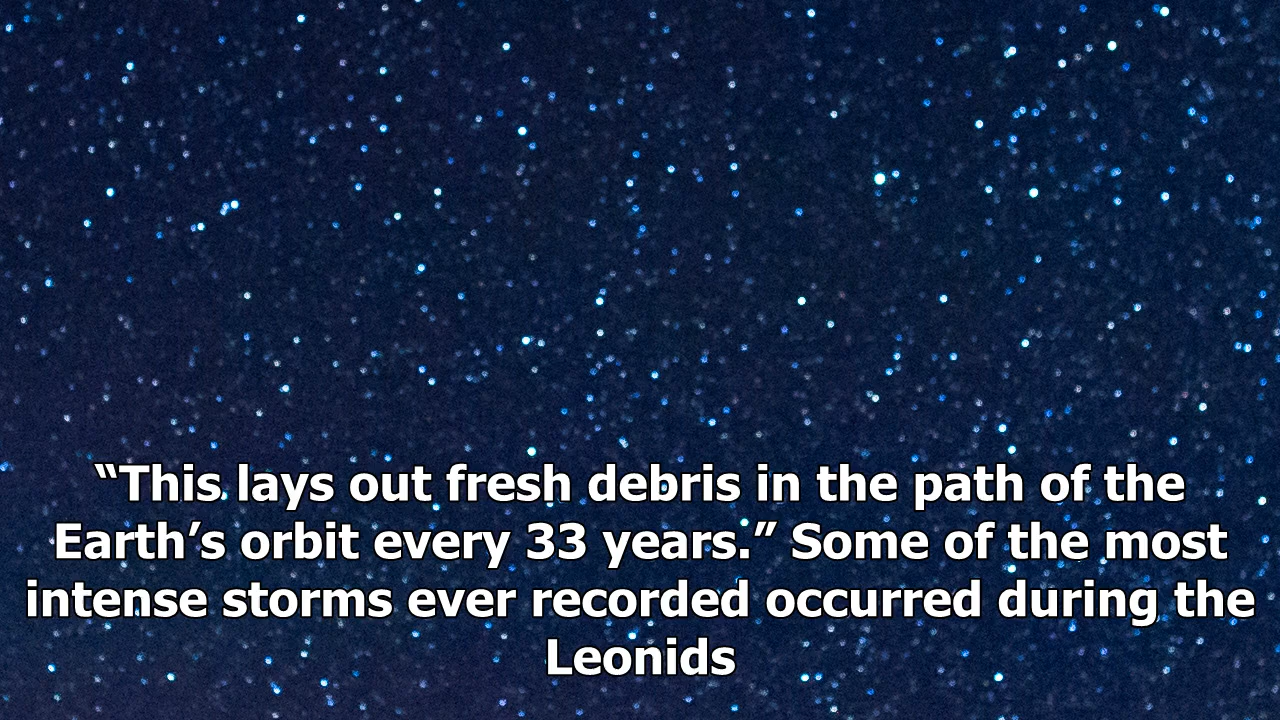 “This lays out fresh debris in the path of the
Earth’s orbit every 33 years.” Some of the most
intense storms ever recorded occurred during the
Leonids